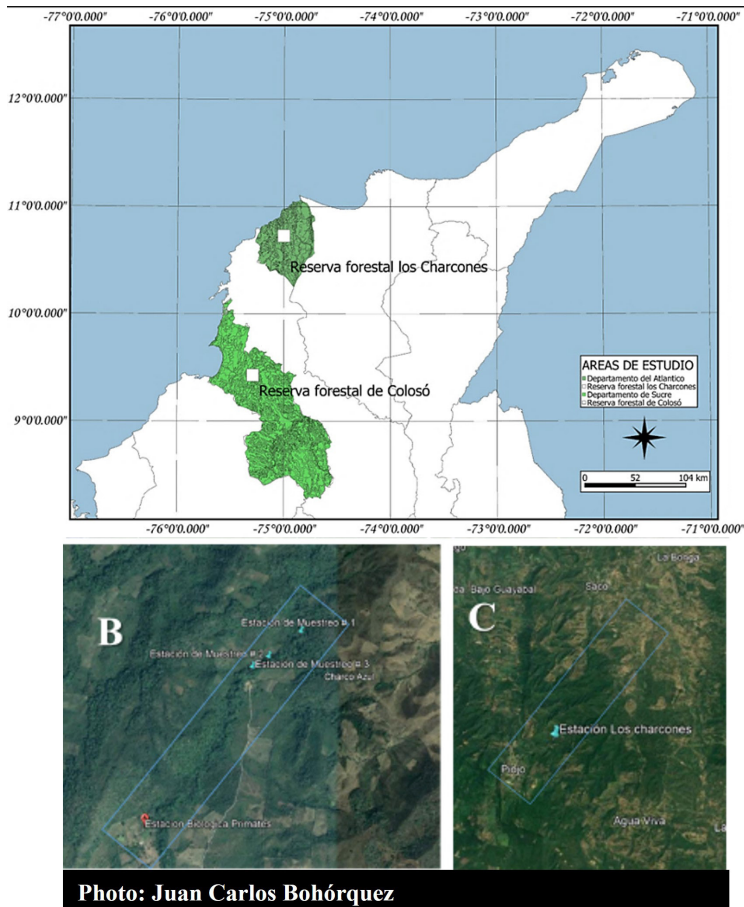 -77°0'0.000" -76°0'0.000" -75°0'0.000" -74°0'0.000" -73°0'0.000" -72°0'0.000" -71°0'0.000"
12°0'0.000"
11°0'0.000"
Reserva forestal los Charcones
10°0'0.000"
AREAS DE ESTUDIO
Departamento del Atlantico
Reserva forestal los Charcones
Departamento de Sucre
Reserva forestal de Colosó
Reserva forestal de Colosó
9°0'0.000"
0 52 104 km
-76°0'0.000" -75°0'0.000" -74°0'0.000" -73°0'0.000" -72°0'0.000" -71°0'0.000"
B
Estación de Muestreo # 1
Estación de Muestreo # 2
Estación de Muestreo # 3
Charco Azul
Estación Biológica Primates
C
La Bonga
Saco
Bajo Guayabal
Estación Los charcones
Piojo
Agua Viva
La
Photo: Juan Carlos Bohórquez